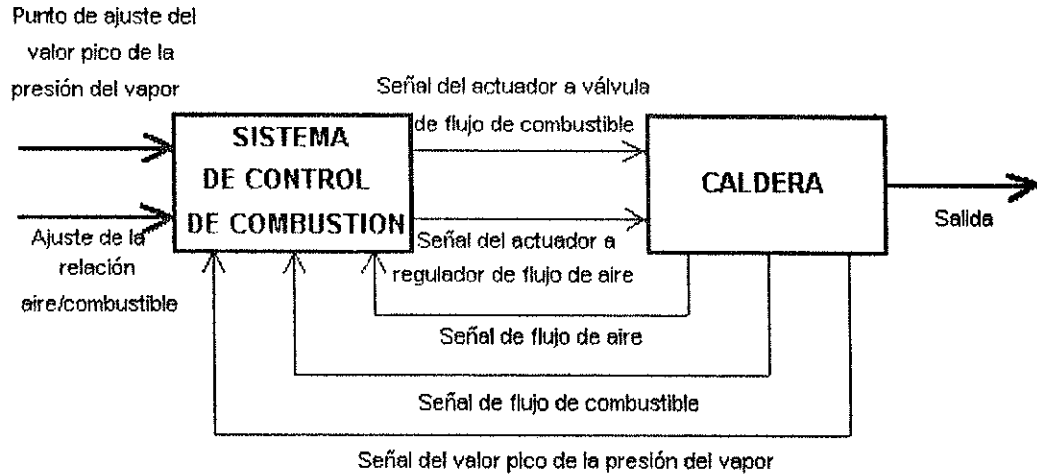 Punto de ajuste del
valor pico de la
presión del vapor
Señal del actuador a válvula
de flujo de combustible
SISTEMA
DE CONTROL
DE COMBUSTION
CALDERA
Salida
Ajuste de la
relación
aire/combustible
Señal del actuador a
regulador de flujo de aire
Señal de flujo de aire
Señal de flujo de combustible
Señal del valor pico de la presión del vapor